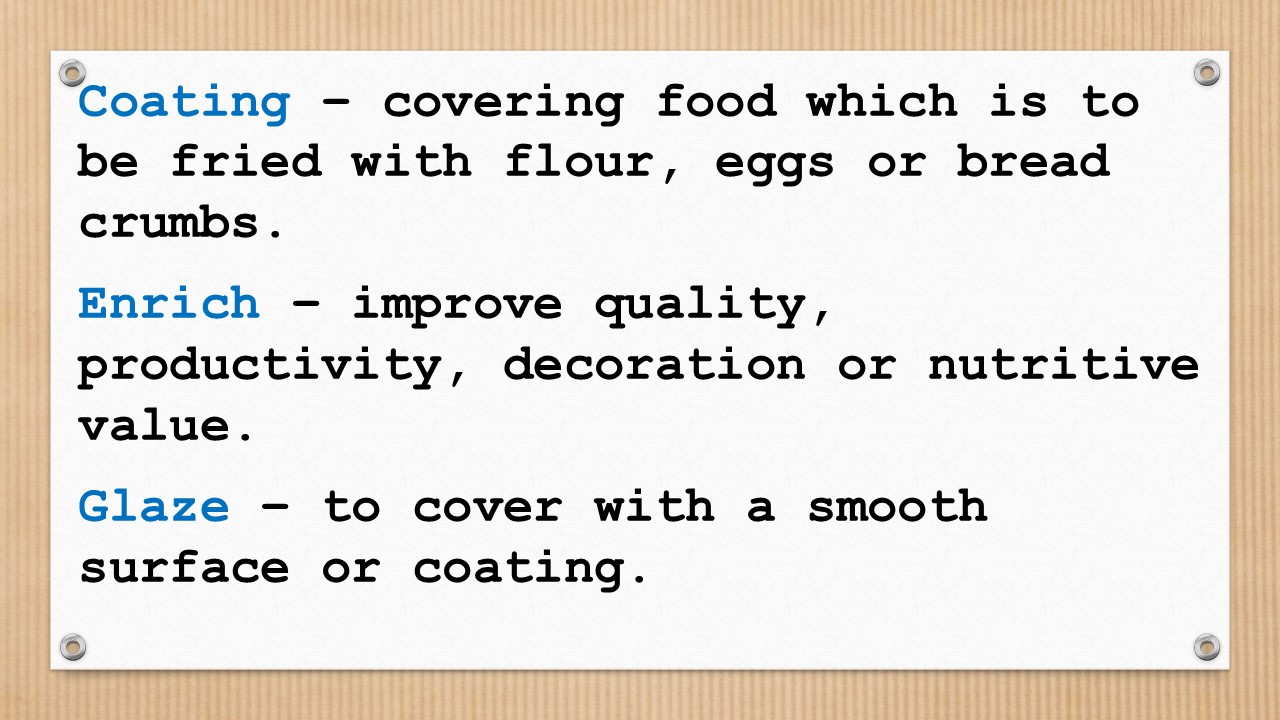 Coating – covering food which is to
be fried with flour, eggs or bread
crumbs.
Enrich – improve quality,
productivity, decoration or nutritive
value.
Glaze – to cover with a smooth
surface or coating.